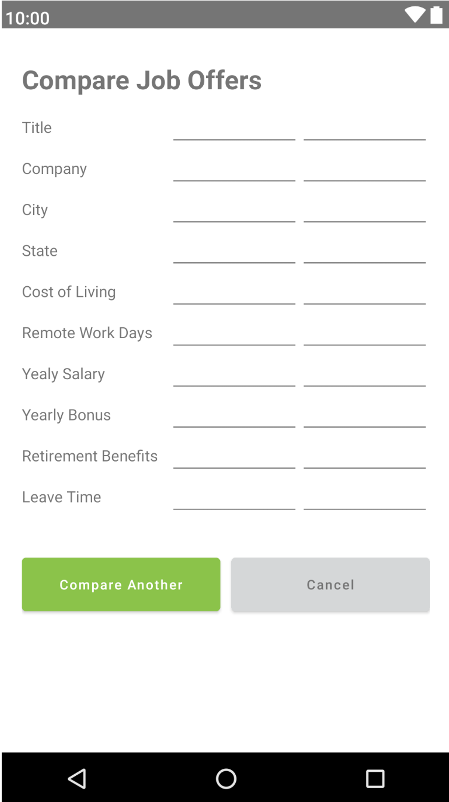 10:00
Compare Job Offers
Title
Company
City
State
Cost of Living
Remote Work Days
Yealy Salary
Yearly Bonus
Retirement Benefits
Leave Time
Compare Another
Cancel